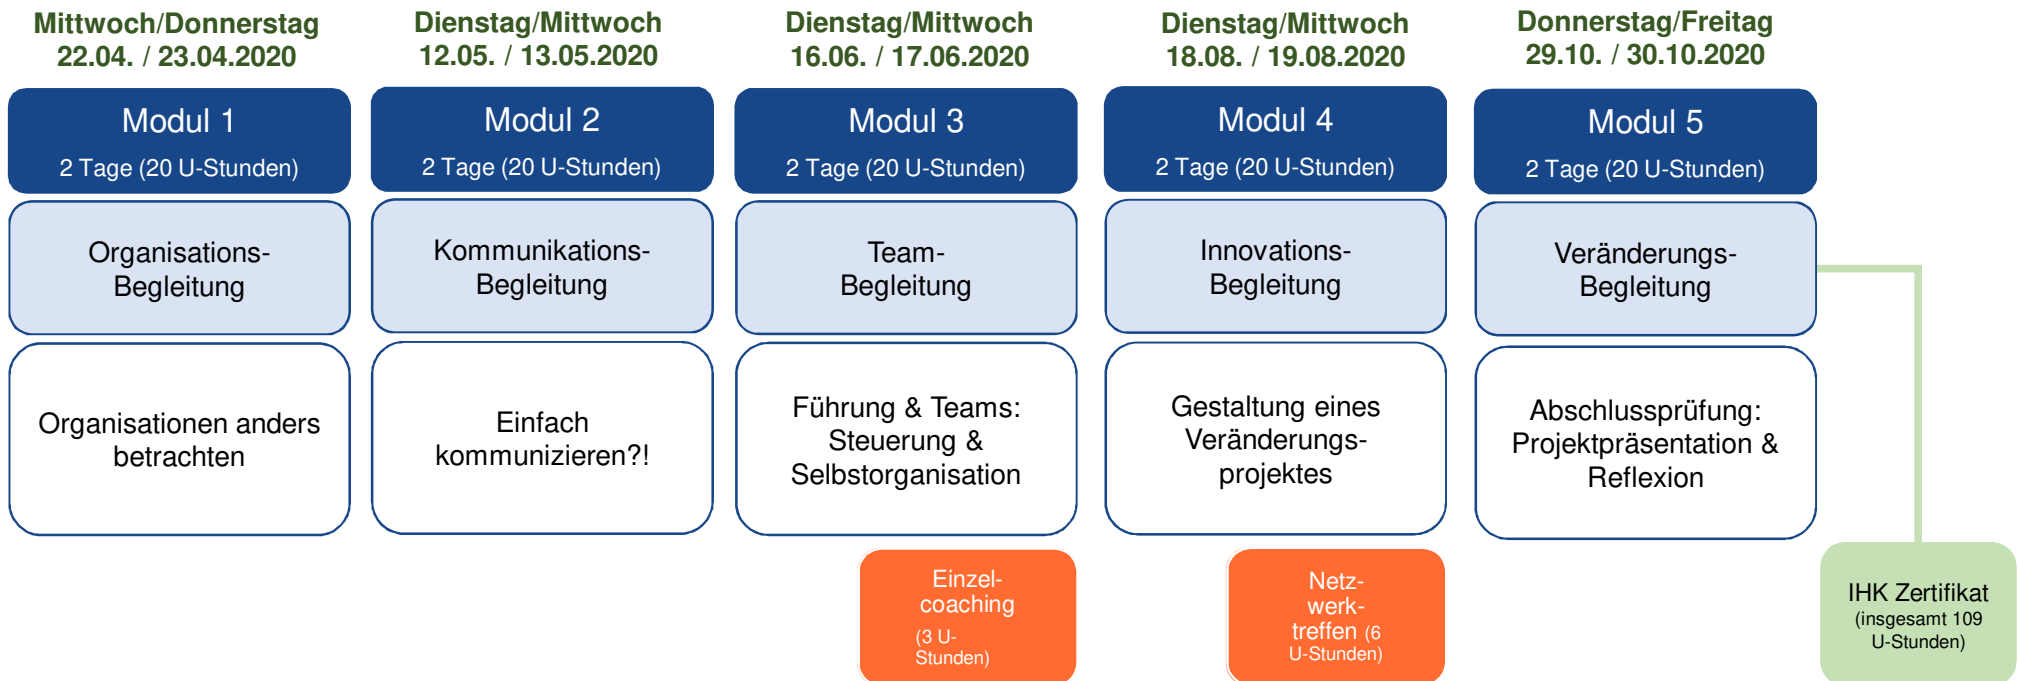 Mittwoch/Donnerstag
22.04. / 23.04.2020
Modul 1
2 Tage (20 U-Stunden)
Organisations-
Begleitung
Organisationen anders
betrachten
Dienstag/Mittwoch
12.05. / 13.05.2020
Modul 2
2 Tage (20 U-Stunden)
Kommunikations-
Begleitung
Einfach
kommunizieren?!
Dienstag/Mittwoch
16.06. / 17.06.2020
Modul 3
2 Tage (20 U-Stunden)
Team-
Begleitung
Führung & Teams:
Steuerung &
Selbstorganisation
Einzel-
coaching
(3 U-
Stunden)
Dienstag/Mittwoch
18.08. / 19.08.2020
Modul 4
2 Tage (20 U-Stunden)
Innovations-
Begleitung
Gestaltung eines
Veränderungs-
projektes
Netz-
werk-
treffen (6
U-Stunden)
Donnerstag/Freitag
29.10. / 30.10.2020
Modul 5
2 Tage (20 U-Stunden)
Veränderungs-
Begleitung
Abschlussprüfung:
Projektpräsentation &
Reflexion
IHK Zertifikat
(insgesamt 109
U-Stunden)